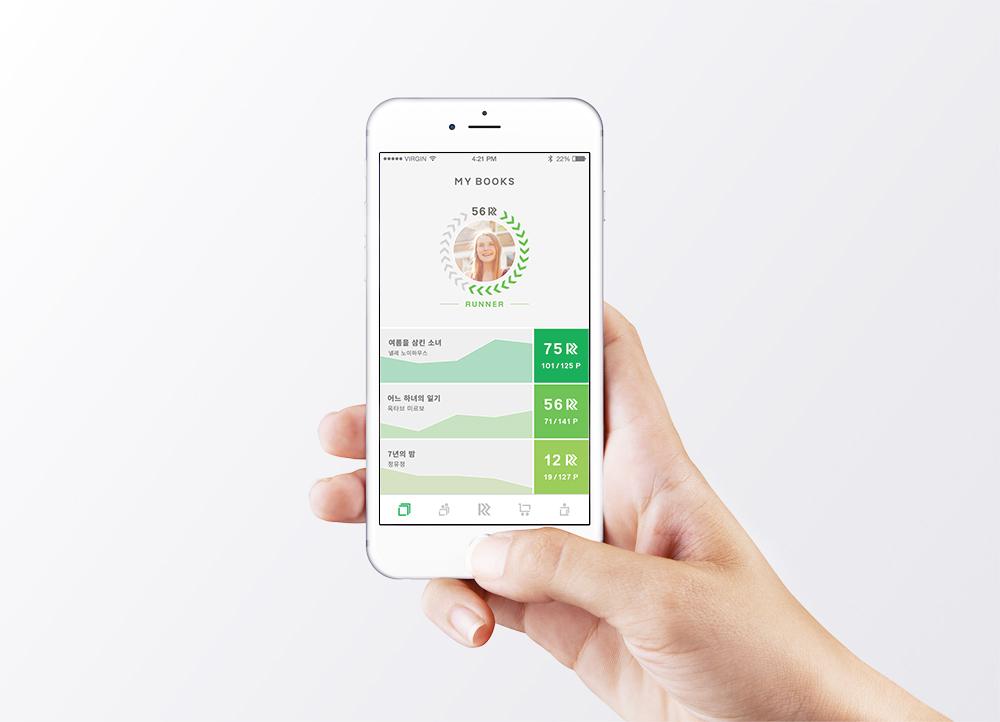 VIRGIN
4:21 PM
22%
MY BOOKS
56
RUNNER
여름을 삼킨 소녀
넬레 노이하우스
75
101/125 P
어느 하녀의 일기
옥타브 미르보
56
71/141 P
7년의 밤
정유정
12
19/127 P